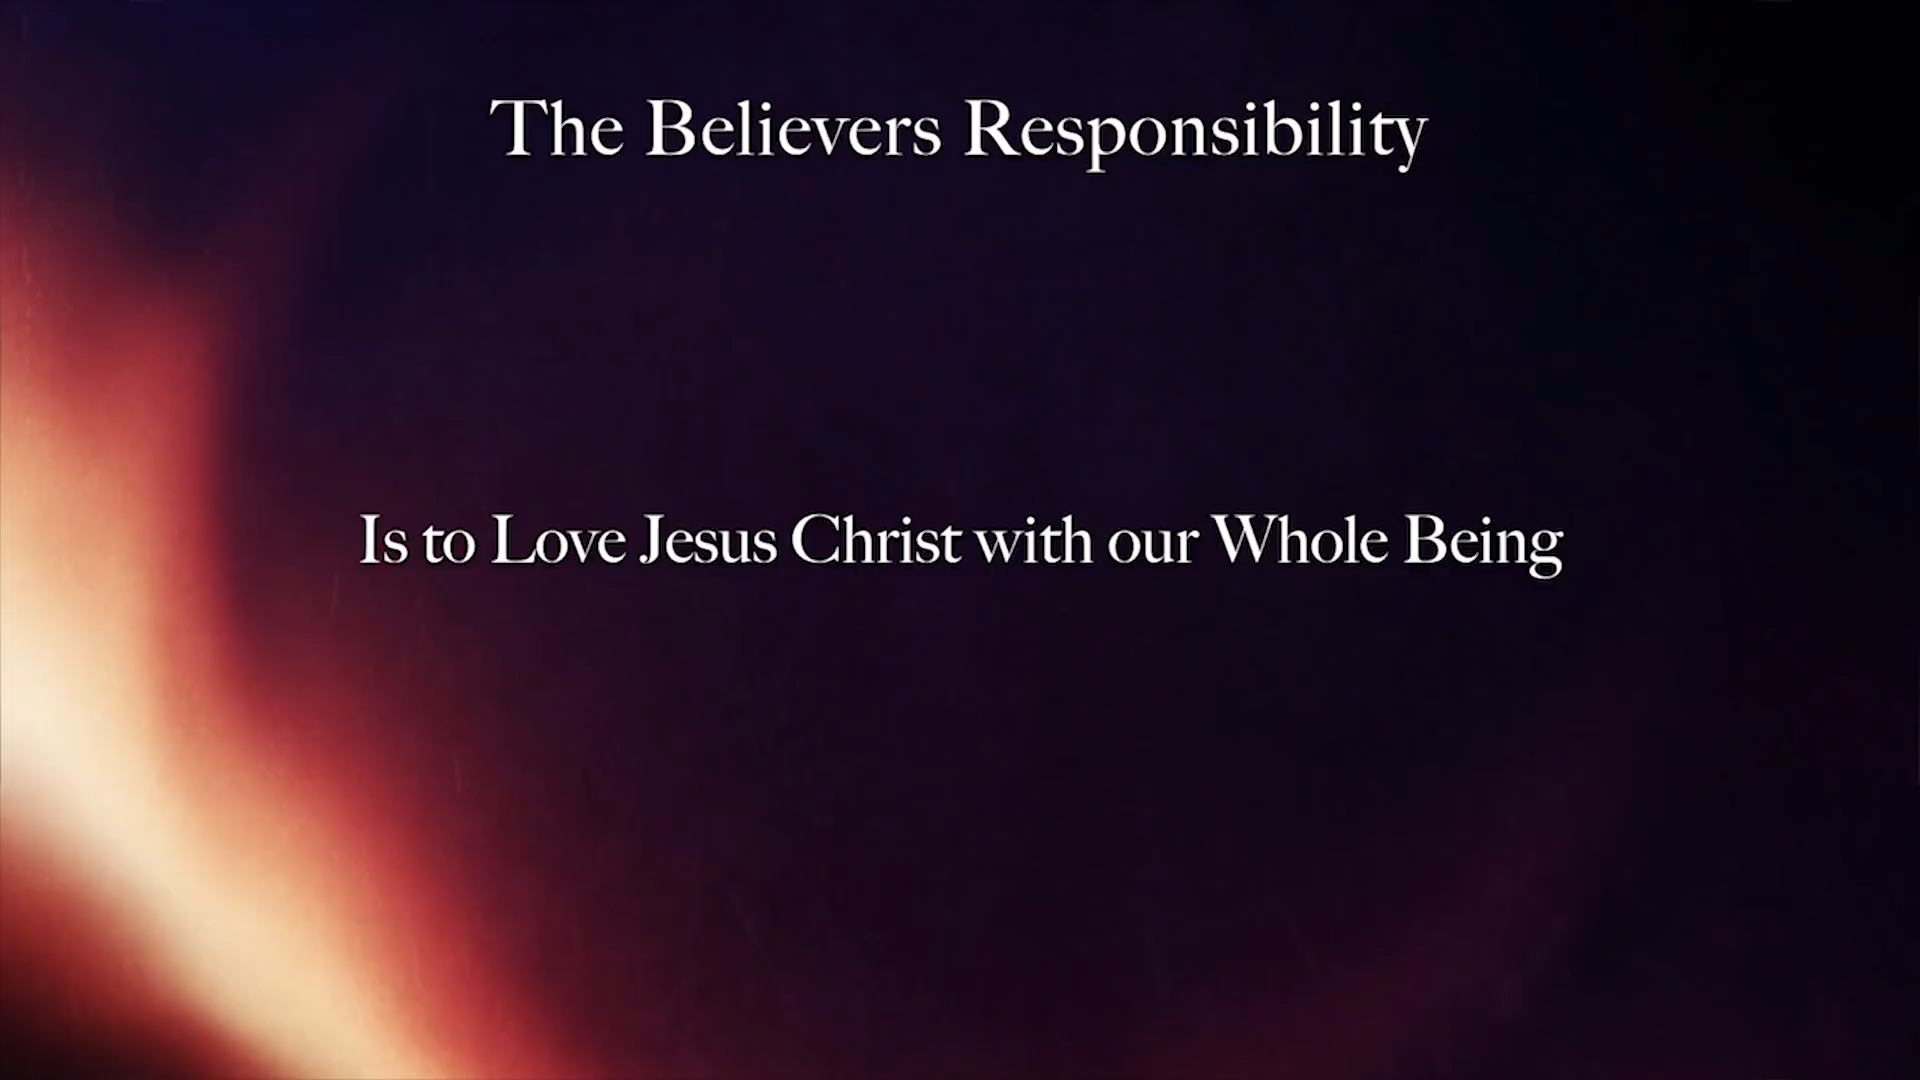 The Believers Responsibility
Is to Love Jesus Christ with our Whole Being